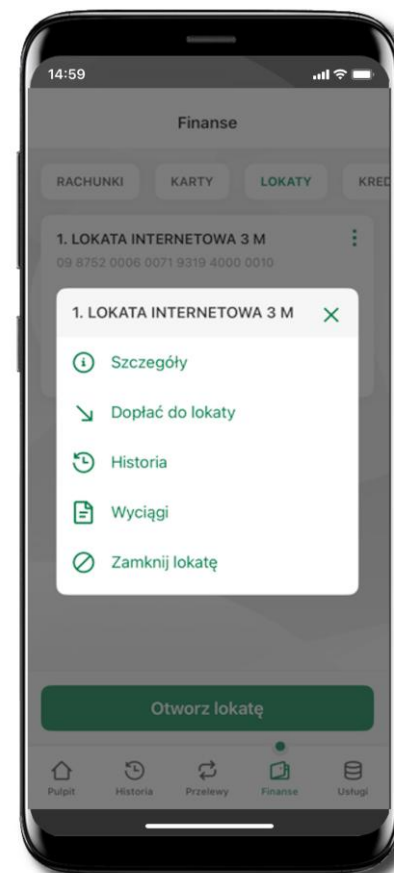 14:59
Finanse
RACHUNKI KARTY LOKATY KRED
1. LOKATA INTERNETOWA 3 M
09 8752 0006 0071 9319 4000 0010
1. LOKATA INTERNETOWA 3 M
Szczegóły
Dopłać do lokaty
Historia
Wyciągi
Zamknij lokatę
Otworz lokatę
Pulpit Historia Przelewy Finanse Usługi